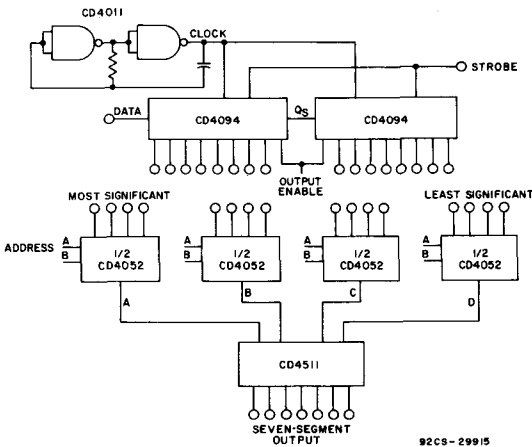 CD4011
CLOCK
STROBE
DATA
CD4094
QS
CD4094
OUTPUT
ENABLE
MOST SIGNIFICANT
LEAST SIGNIFICANT
ADDRESS
A
B
1/2
CD4052
A
B
1/2
CD4052
A
B
1/2
CD4052
A
B
1/2
CD4052
A
B
C
D
CD4511
SEVEN-SEGMENT
OUTPUT
92CS-29915